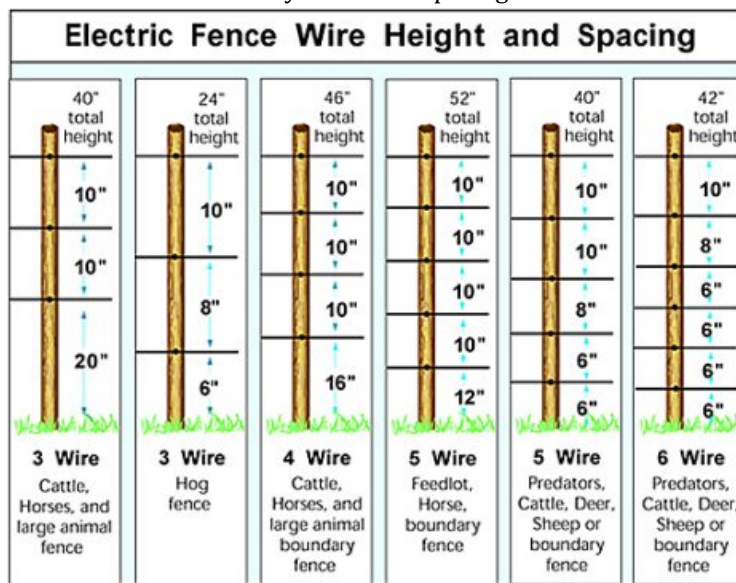 Electric Fence Wire Height and Spacing
40"
total
height
10"
10"
20"
3 Wire
Cattle,
Horses, and
large animal
fence
24"
total
height
10"
8"
6"
3 Wire
Hog
fence
46"
total
height
10"
10"
10"
16"
4 Wire
Cattle,
Horses, and
large animal
boundary
fence
52"
total
height
10"
10"
10"
10"
12"
5 Wire
Feedlot,
Horse,
boundary
fence
40"
total
height
10"
10"
8"
6"
6"
5 Wire
Predators,
Cattle, Deer,
Sheep or
boundary
fence
42"
total
height
10"
8"
6"
6"
6"
6"
6 Wire
Predators,
Cattle, Deer,
Sheep or
boundary
fence